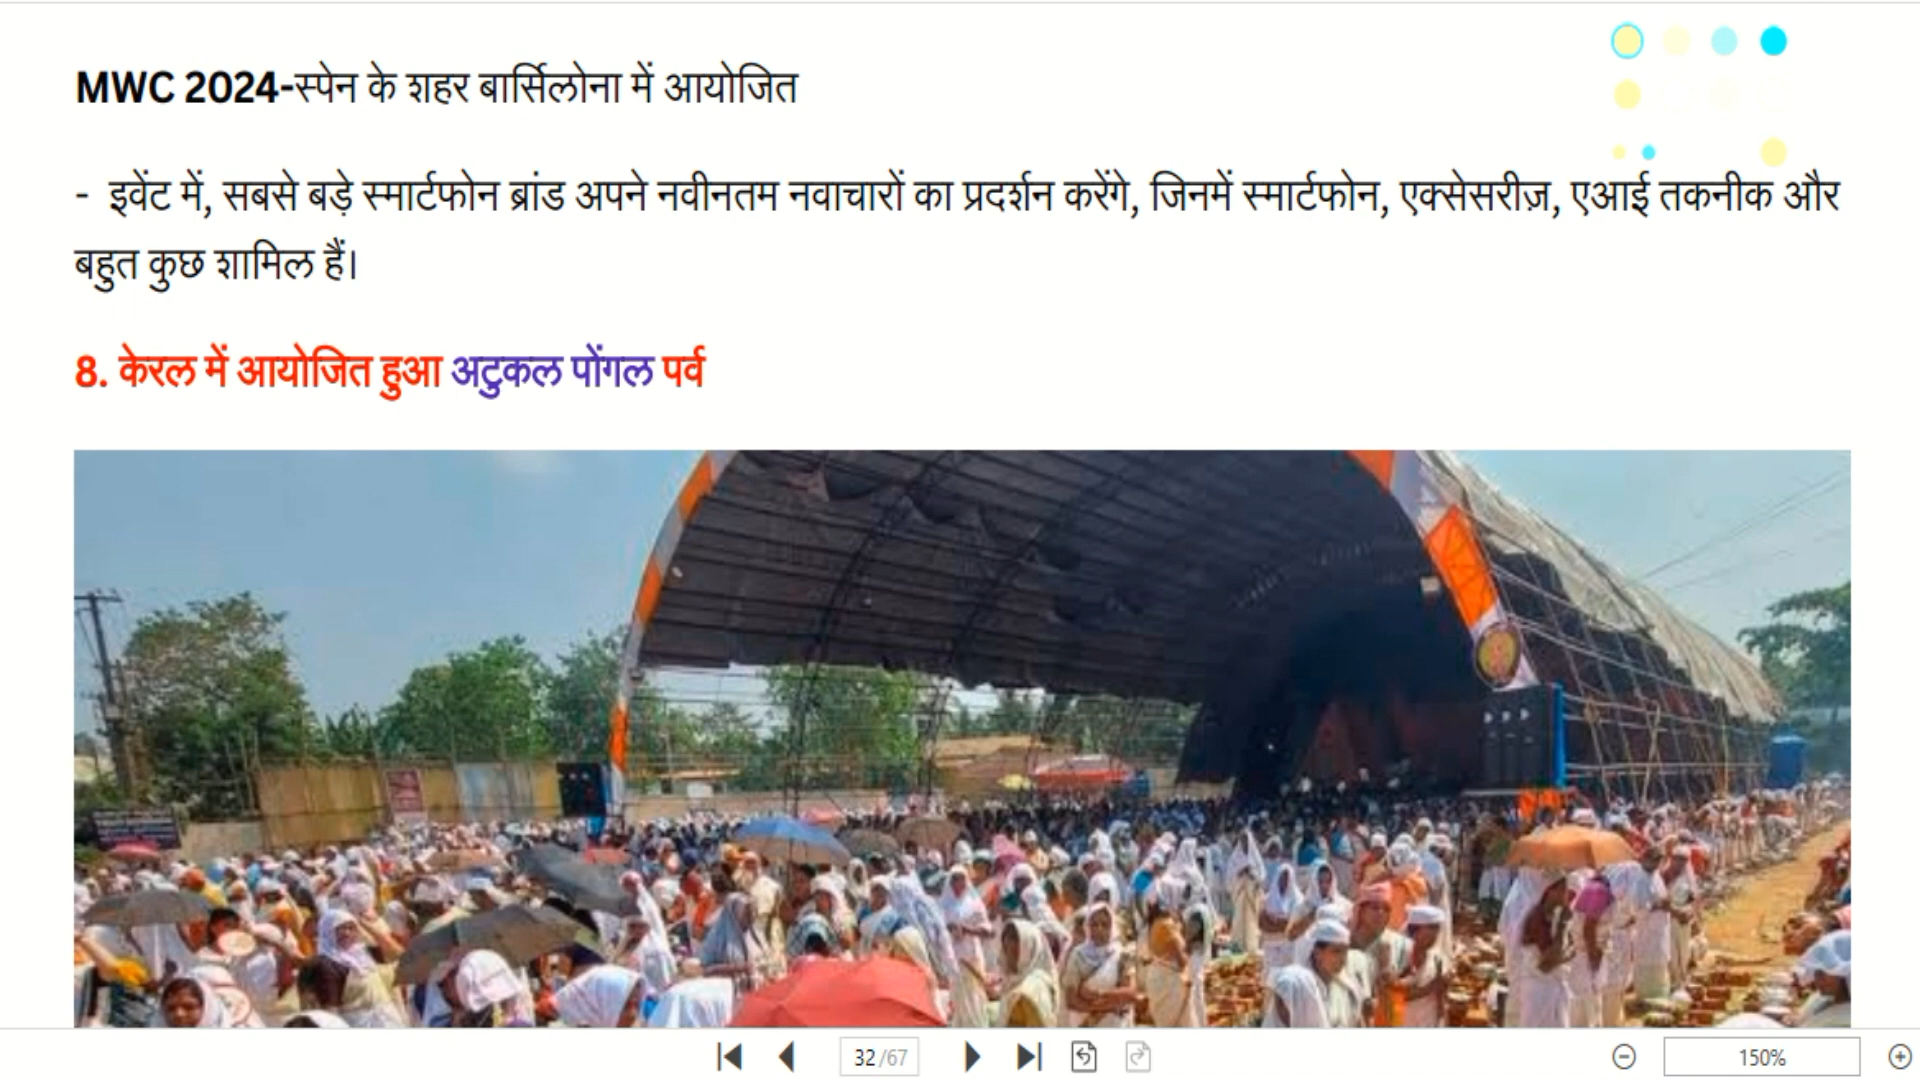 MWC 2024-स्पेन के शहर बार्सिलोना में आयोजित
- इवेंट में, सबसे बड़े स्मार्टफोन ब्रांड अपने नवीनतम नवाचारों का प्रदर्शन करेंगे, जिनमें स्मार्टफोन, एक्सेसरीज़, एआई तकनीक और
बहुत कुछ शामिल हैं।
8. केरल में आयोजित हुआ अटुकल पोंगल पर्व
32 /67
150%